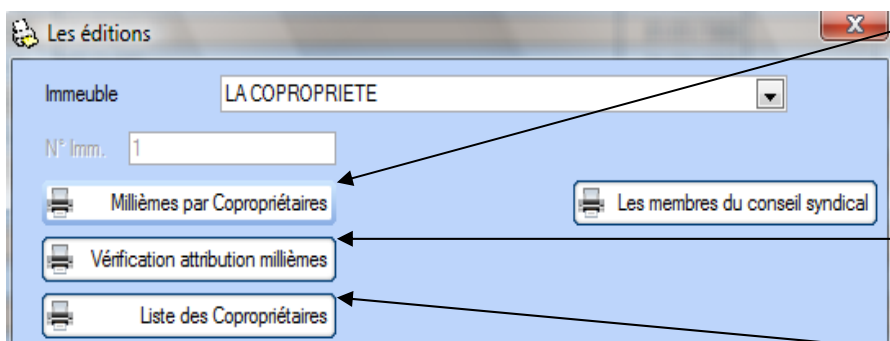 Les éditions
Immeuble LA COPROPRIETE
N° Imm. 1
Millièmes par Copropriétaires Les membres du conseil syndical
Vérification attribution millièmes
Liste des Copropriétaires